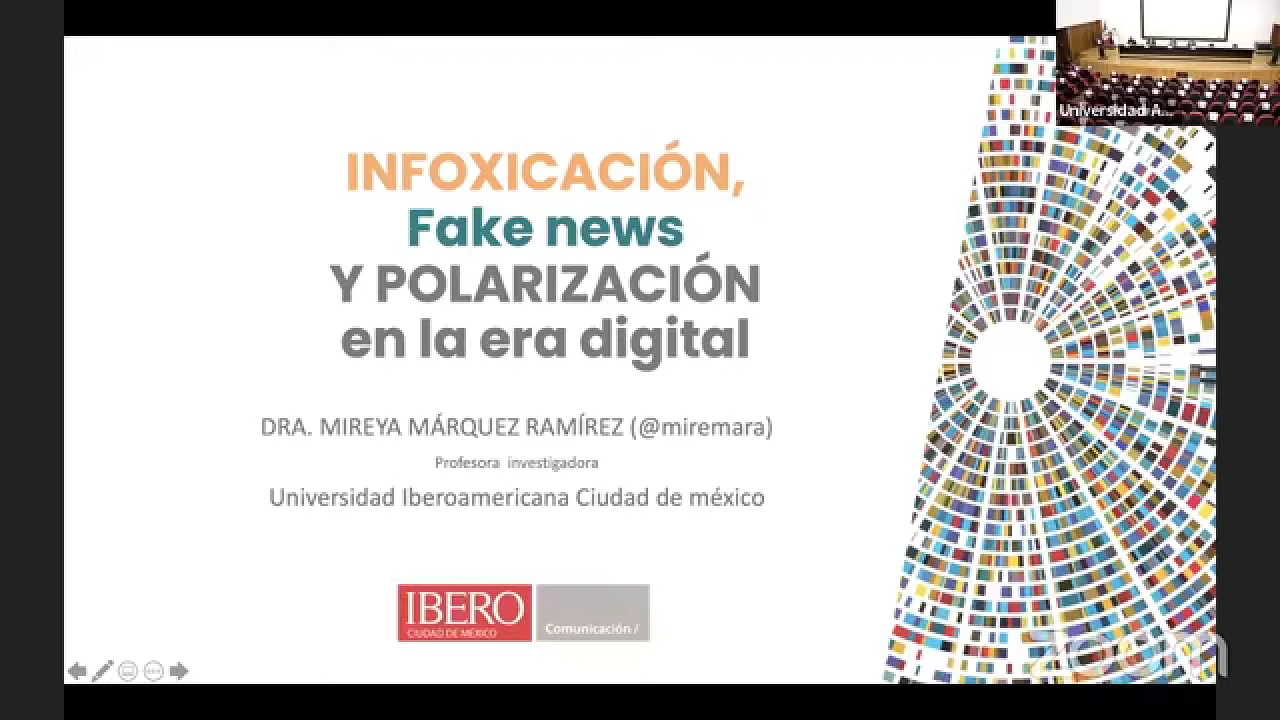 Universidad A...
INFOXICACIÓN,
Fake news
Y POLARIZACIÓN
en la era digital
DRA. MIREYA MÁRQUEZ RAMÍREZ (@miremara)
Profesora investigadora
Universidad Iberoamericana Ciudad de méxico
IBERO
CIUDAD DE MÉXICO
Comunicación /
zoom